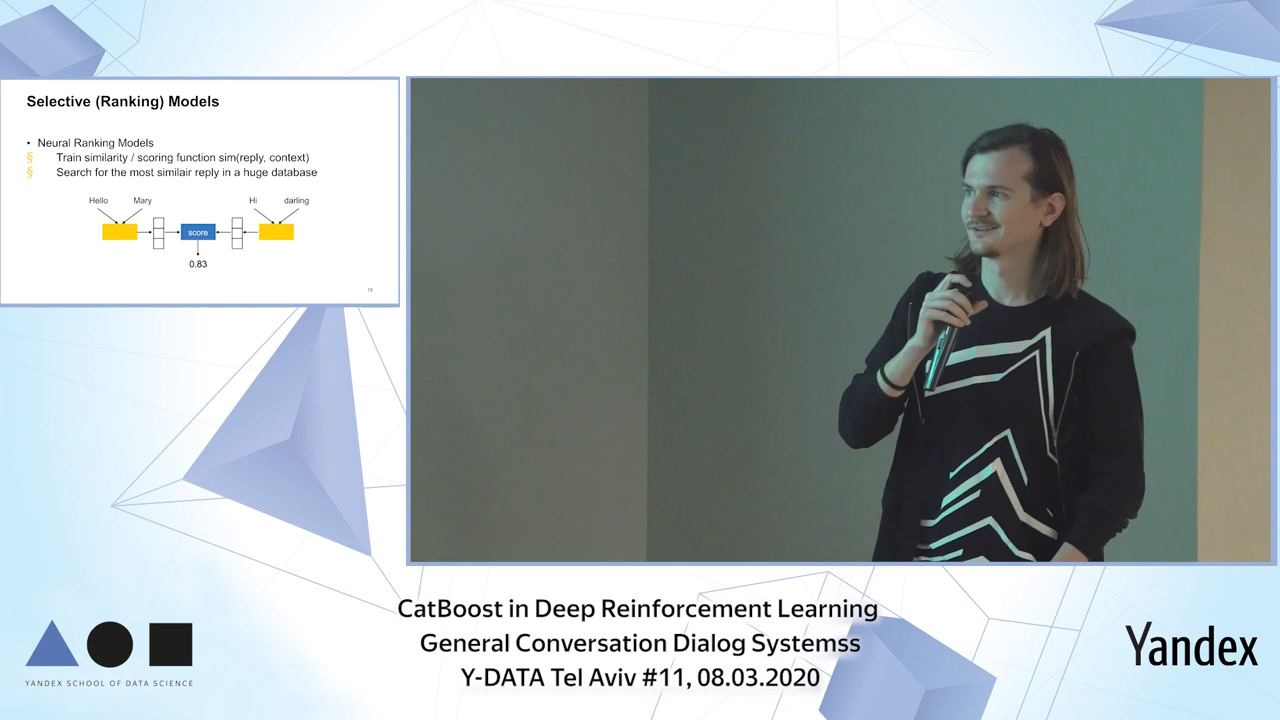 Selective (Ranking) Models
• Neural Ranking Models
§ Train similarity / scoring function sim(reply, context)
§ Search for the most similair reply in a huge database
Hello Mary Hi darling
score
0.83
15
CatBoost in Deep Reinforcement Learning
General Conversation Dialog Systemss
Y-DATA Tel Aviv #11, 08.03.2020
YANDEX SCHOOL OF DATA SCIENCE
Yandex